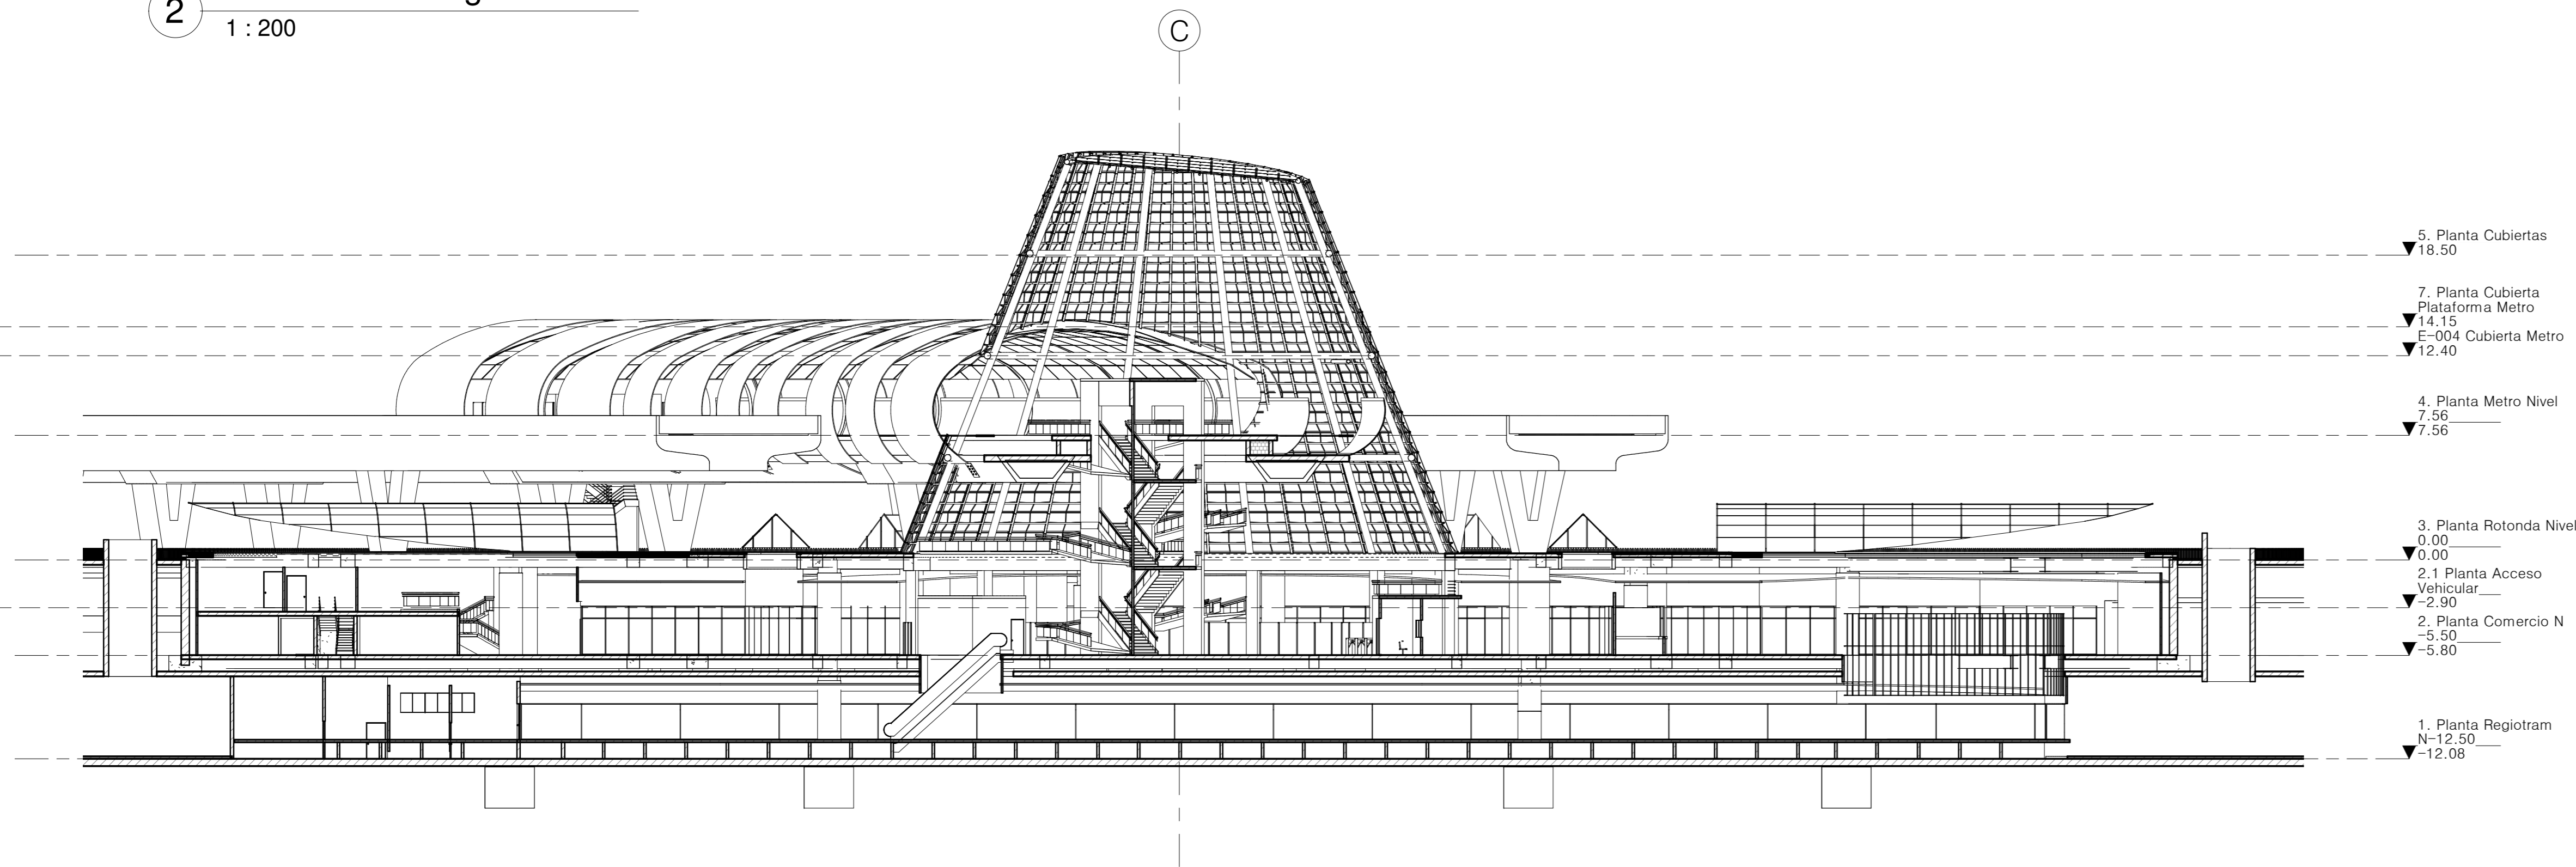 2
1 : 200
C
5. Planta Cubiertas
18.50
7. Planta Cubierta
Plataforma Metro
14.15
E-004 Cubierta Metro
12.40
4. Planta Metro Nivel
7.56
7.56
3. Planta Rotonda Nivel
0.00
0.00
2.1 Planta Acceso
Vehicular
-2.90
2. Planta Comercio N
-5.50
-5.80
1. Planta Regiotram
N-12.50
-12.08